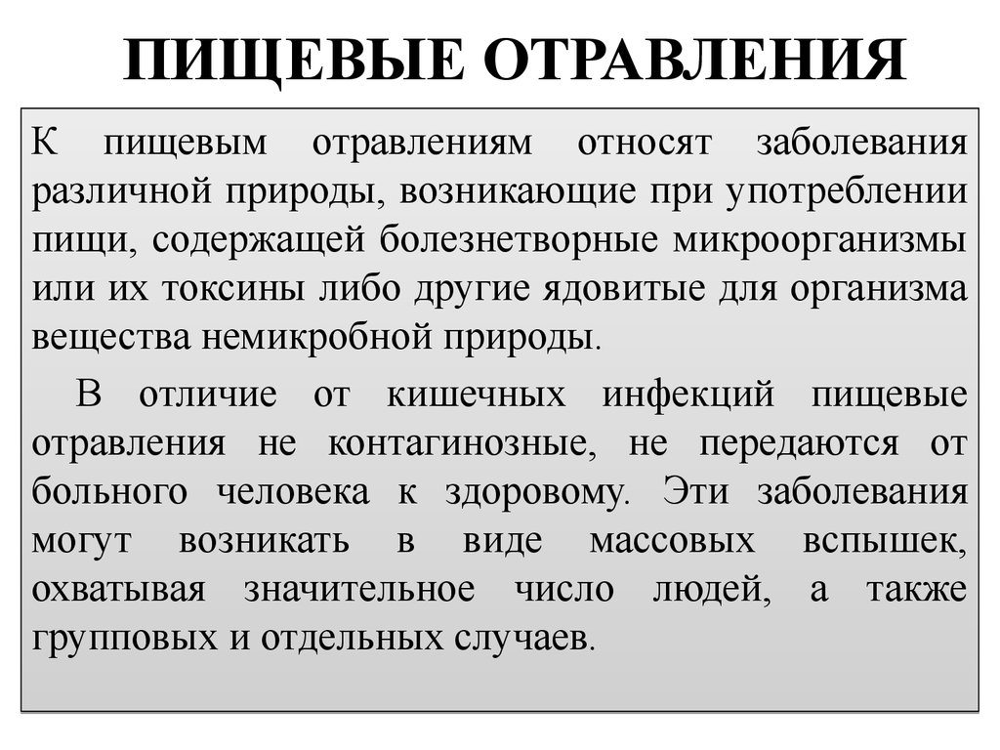 ПИЩЕВЫЕ ОТРАВЛЕНИЯ
К пищевым отравлениям относят заболевания
различной природы, возникающие при употреблении
пищи, содержащей болезнетворные микроорганизмы
или их токсины либо другие ядовитые для организма
вещества немикробной природы.
В отличие от кишечных инфекций пищевые
отравления не контагинозные, не передаются от
больного человека к здоровому. Эти заболевания
могут возникать в виде массовых вспышек,
охватывая значительное число людей, а также
групповых и отдельных случаев.